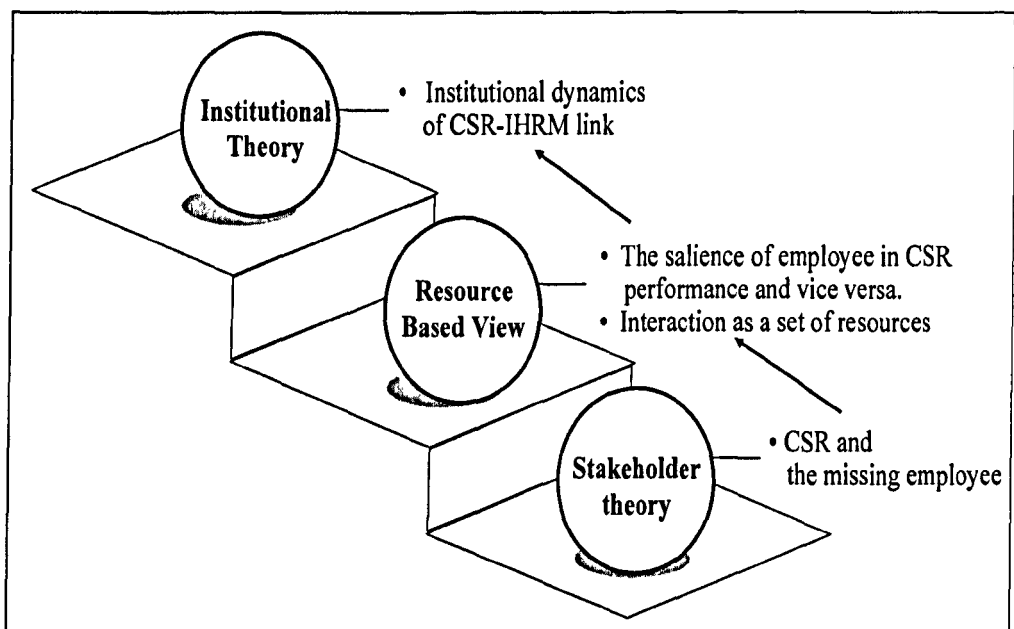 Institutional
Theory
• Institutional dynamics
of CSR-IHRM link
Resource
Based View
• The salience of employee in CSR
performance and vice versa.
• Interaction as a set of resources
Stakeholder
theory
• CSR and
the missing employee